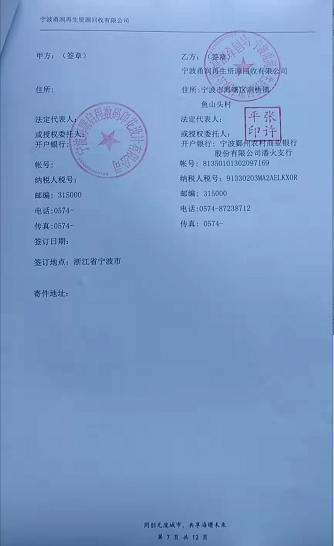 宁波甬润再生资源回收有限公司
甲方：（签章）
住所：
法定代表人：
或授权委托人：
开户银行：
帐号：
纳税人税号：
邮编：315000
电话:0574-
传真:0574-
签订日期：
签订地点：浙江省宁波市
寄件地址：
乙方：（签章）
宁波甬润再生资源回收有限公司
住所:宁波市海曙区洞桥镇
鱼山头村
法定代表人：
或授权委托人：
开户银行：宁波鄞州农村商业银行
股份有限公司潘火支行
帐号：81350101302097169
纳税人税号：91330203MA2AELKX0R
邮编：315000
电话:0574-87238712
传真：0574-
张许
平印
同创无废城市，共享海曙未来
第 7 页 共 12 页